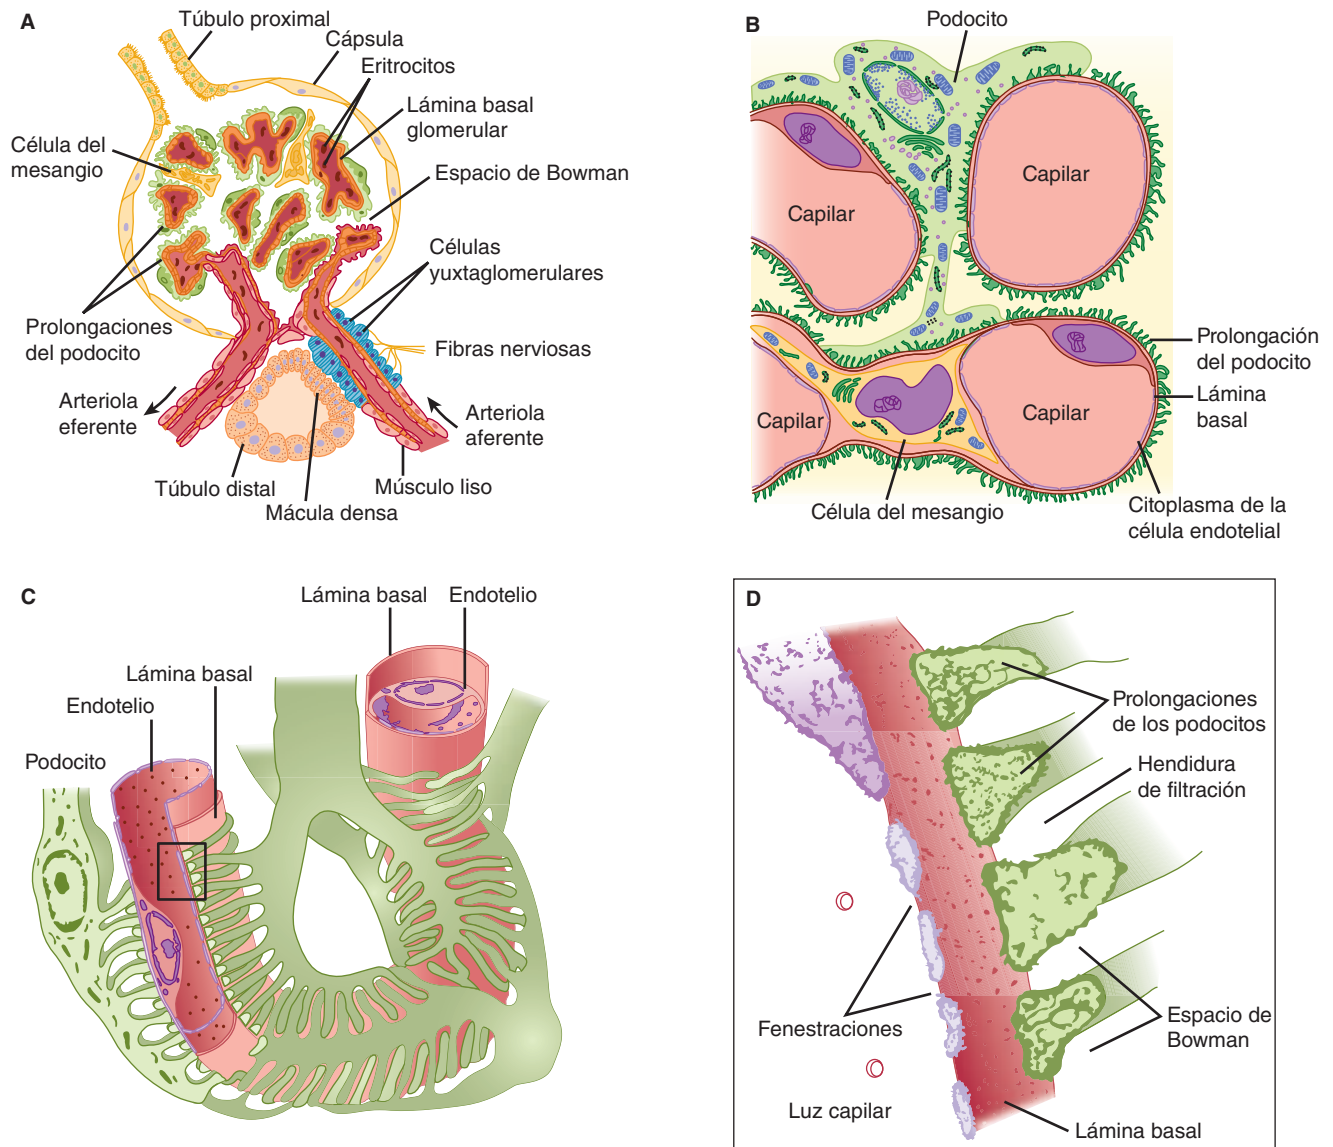 A
Túbulo proximal
Cápsula
Eritrocitos
Lámina basal
glomerular
Célula del
mesangio
Espacio de Bowman
Células
yuxtaglomerulares
Prolongaciones
del podocito
Fibras nerviosas
Arteriola
eferente
Arteriola
aferente
Túbulo distal
Músculo liso
Mácula densa
B
Podocito
Capilar
Capilar
Prolongación
del podocito
Lámina
basal
Capilar
Capilar
Célula del mesangio
Citoplasma de la
célula endotelial
C
Lámina basal
Endotelio
Lámina basal
Endotelio
Podocito
D
Prolongaciones
de los podocitos
Hendidura
de filtración
Fenestraciones
Espacio de
Bowman
Luz capilar
Lámina basal